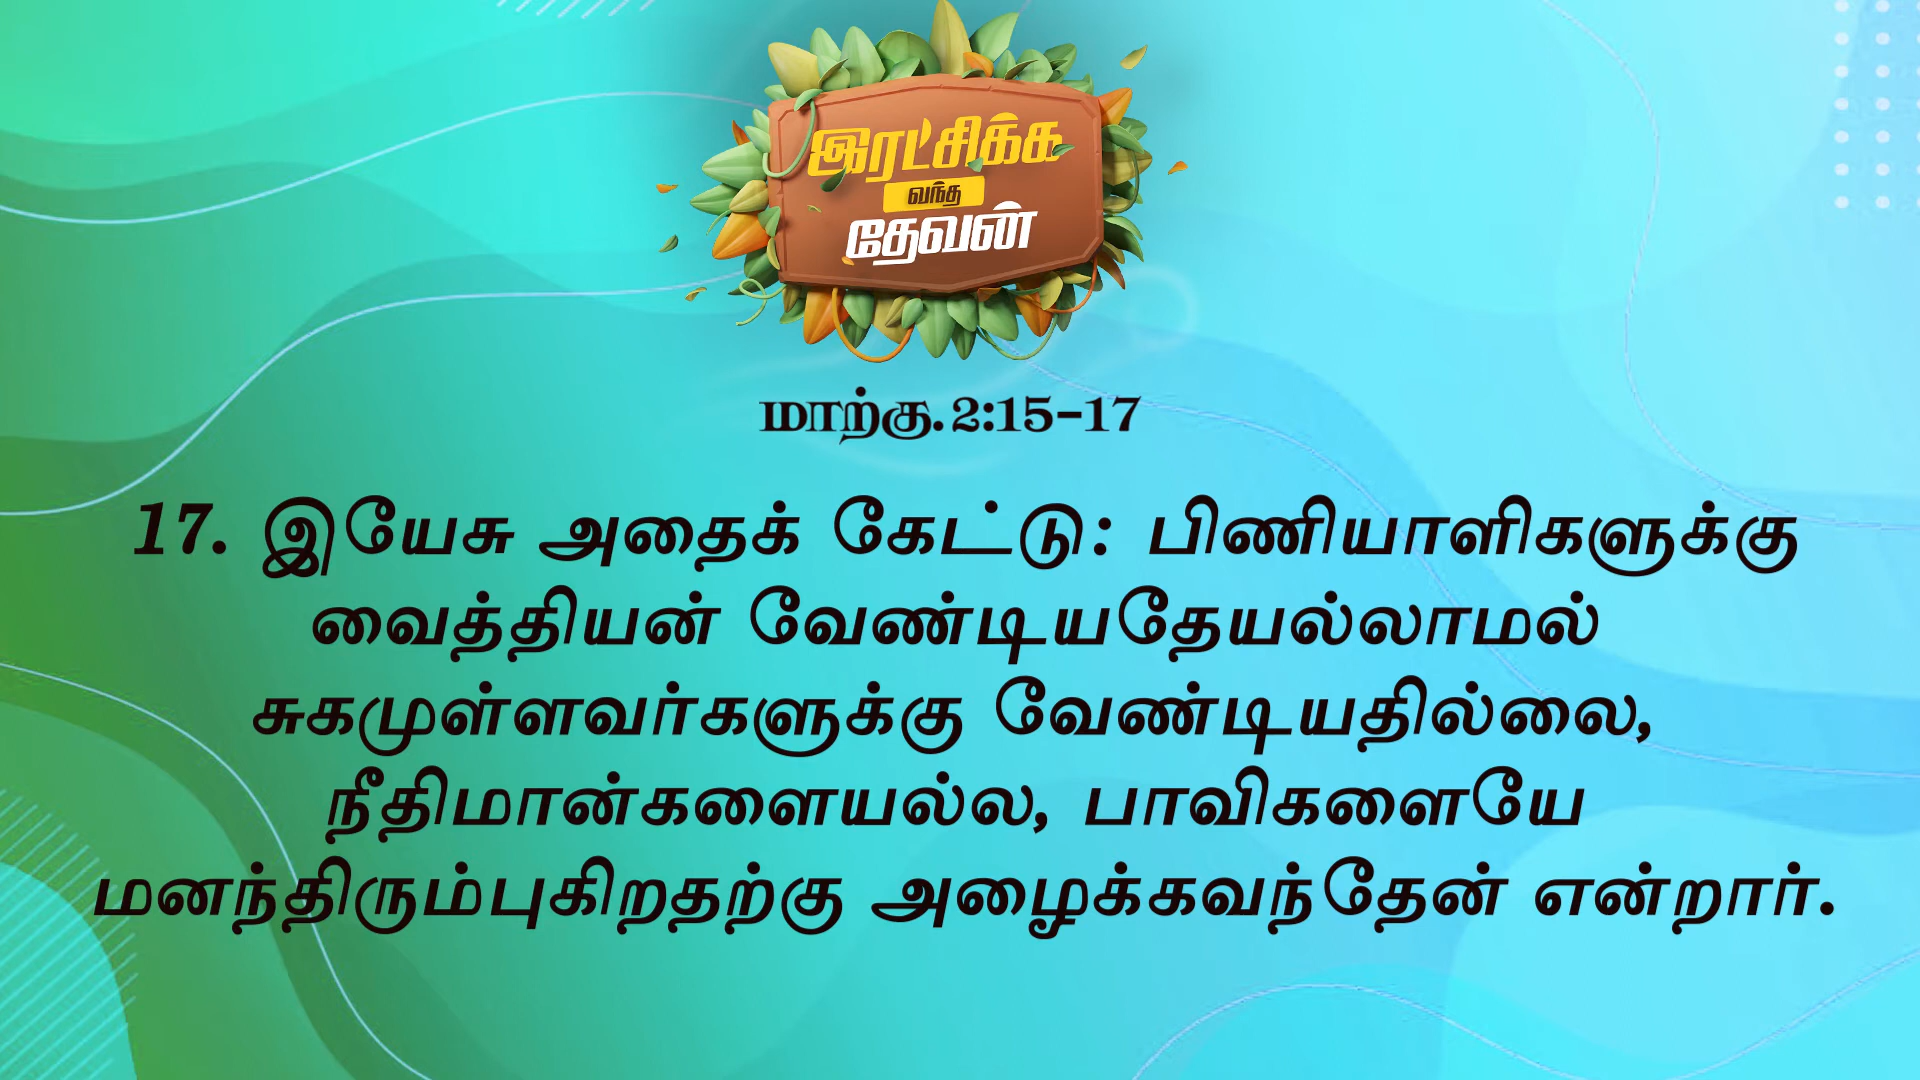 இரட்சிக்க
வந்த
தேவன்
மாற்கு.2:15-17
17. இயேசு அதைக் கேட்டு: பிணியாளிகளுக்கு
வைத்தியன் வேண்டியதேயல்லாமல்
சுகமுள்ளவர்களுக்கு வேண்டியதில்லை,
நீதிமான்களையல்ல, பாவிகளையே
மனந்திரும்புகிறதற்கு அழைக்கவந்தேன் என்றார்.